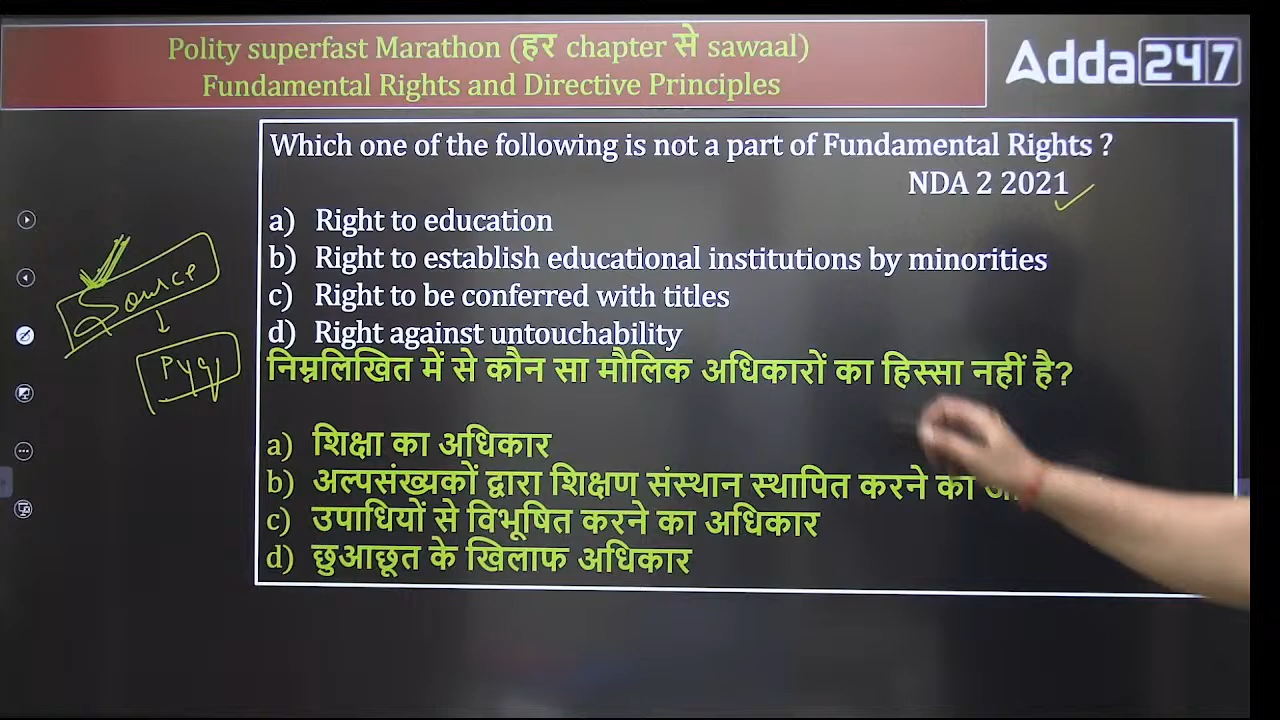 Polity superfast Marathon (हर chapter से sawaal)
Fundamental Rights and Directive Principles
Adda247
Which one of the following is not a part of Fundamental Rights ?
NDA 2 2021
a) Right to education
b) Right to establish educational institutions by minorities
c) Right to be conferred with titles
d) Right against untouchability
निम्नलिखित में से कौन सा मौलिक अधिकारों का हिस्सा नहीं है?
a) शिक्षा का अधिकार
b) अल्पसंख्यकों द्वारा शिक्षण संस्थान स्थापित करने का
c) उपाधियों से विभूषित करने का अधिकार
d) छुआछूत के खिलाफ अधिकार
Source
Pyq